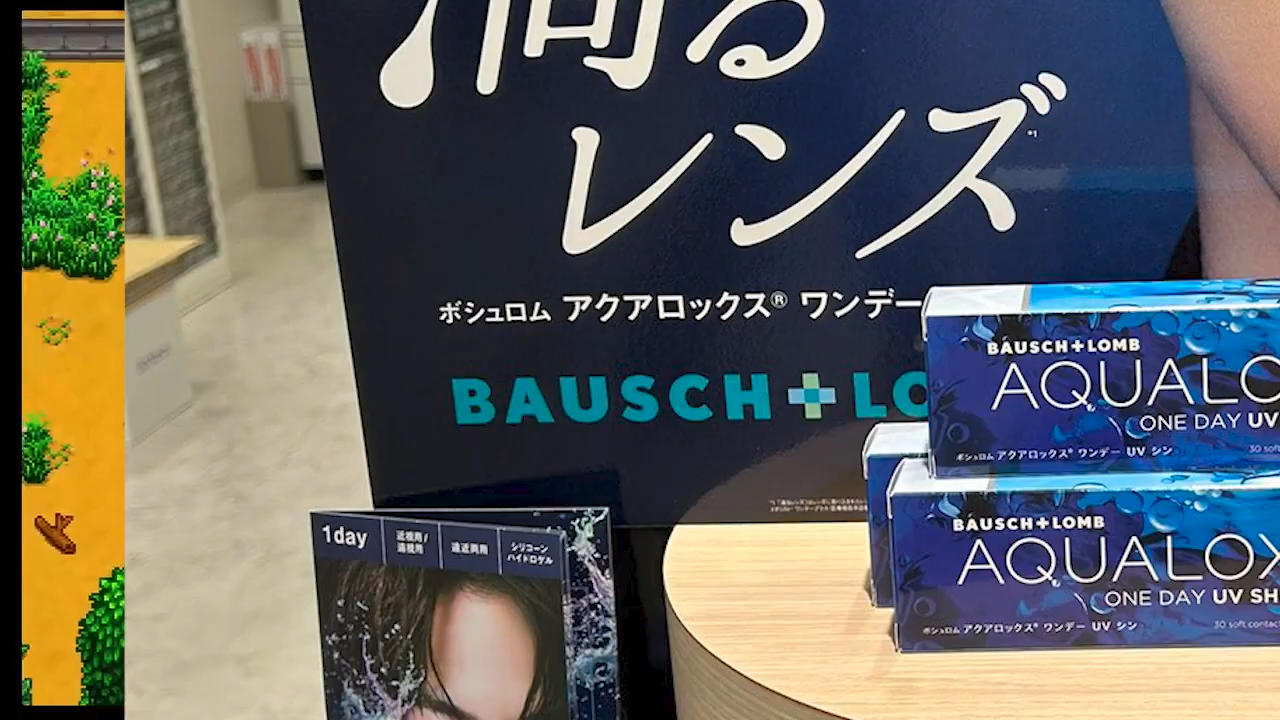 潤る
レンズ
*1
ボシュロム アクアロックス® ワンデー
BAUSCH+LO
BAUSCH+LOMB
AQUALO
ONE DAY UV
ボシュロム アクアロックス® ワンデー UV シン
30 soft
BAUSCH+LOMB
AQUALOX
ONE DAY UV SH
ボシュロム アクアロックス® ワンデー UV シン
30 soft contact
1day
近視用/
遠視用
遠近両用
シリコーン
ハイドロゲル